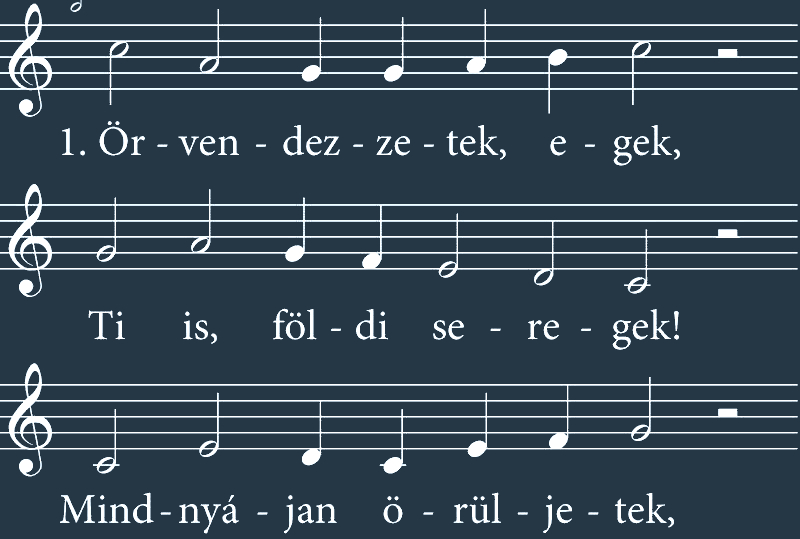 1. Ör - ven - dez - ze - tek, e - gek,
Ti is, föl - di se - re - gek!
Mind - nyá - jan ö - rül - je - tek,